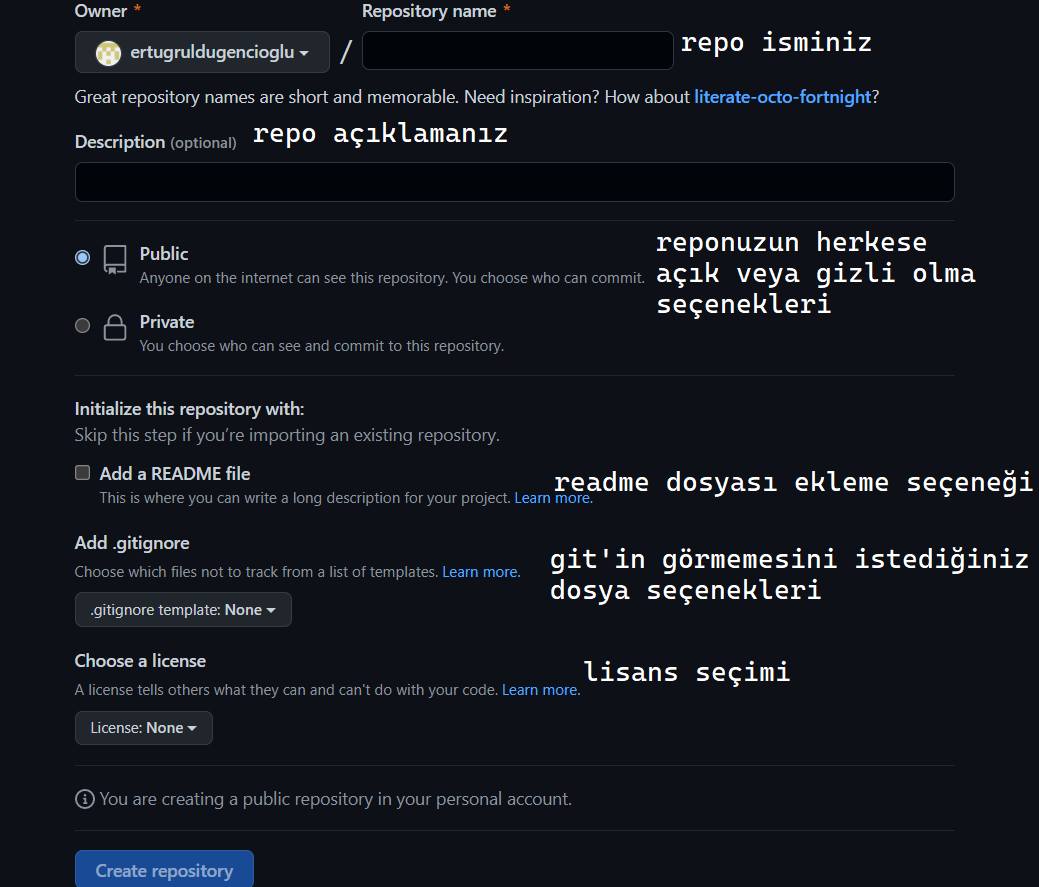 Owner * Repository name *
ertugruldugencioglu / repo isminiz
Great repository names are short and memorable. Need inspiration? How about literate-octo-fortnight?
Description (optional) repo açıklamanız
Public
Anyone on the internet can see this repository. You choose who can commit.
reponuzun herkese
açık veya gizli olma
seçenekleri
Private
You choose who can see and commit to this repository.
Initialize this repository with:
Skip this step if you’re importing an existing repository.
Add a README file
This is where you can write a long description for your project. Learn more.
readme dosyası ekleme seçeneği
Add .gitignore
Choose which files not to track from a list of templates. Learn more.
git'in görmemesini istediğiniz
dosya seçenekleri
.gitignore template: None
Choose a license
A license tells others what they can and can't do with your code. Learn more.
lisans seçimi
License: None
You are creating a public repository in your personal account.
Create repository